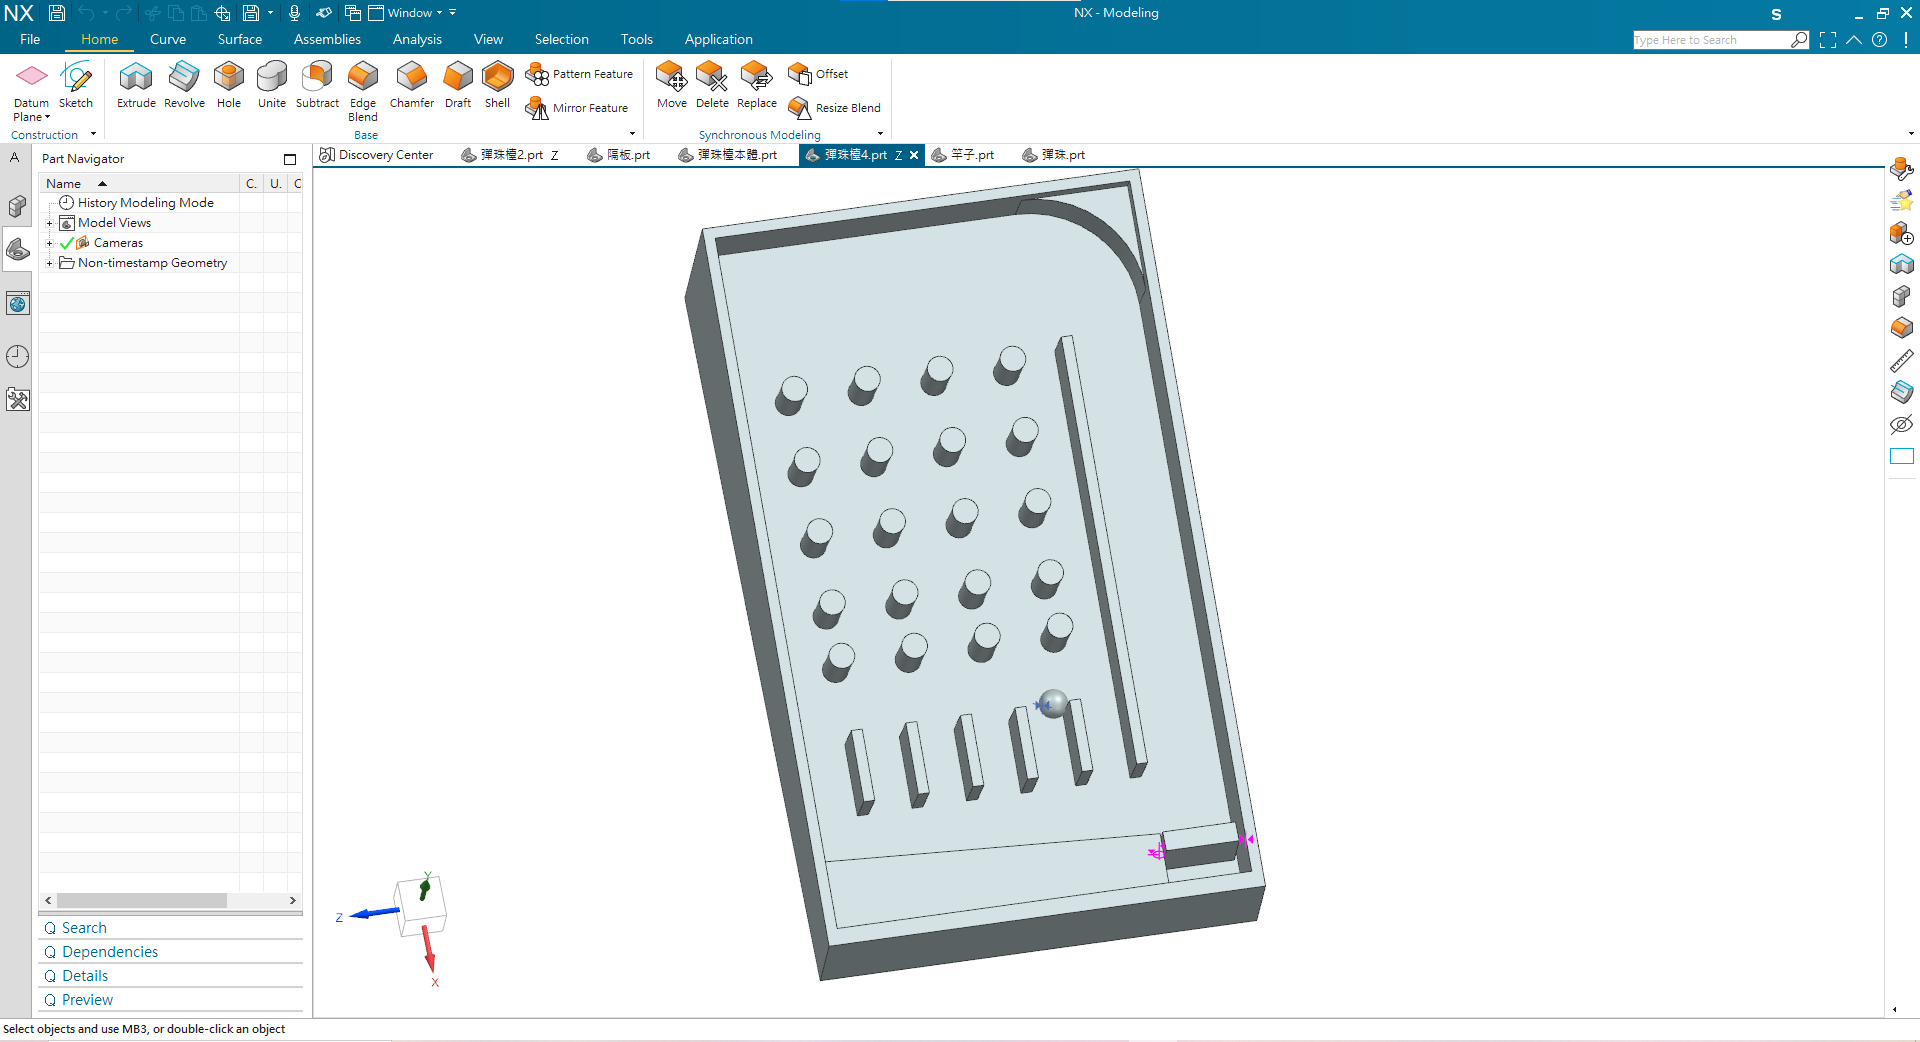 NX Window NX - Modeling S
File Home Curve Surface Assemblies Analysis View Selection Tools Application Type Here to Search
Datum Plane Sketch Extrude Revolve Hole Unite Subtract Edge Blend Chamfer Draft Shell Pattern Feature Mirror Feature Move Delete Replace Offset Resize Blend
Construction Base Synchronous Modeling
A Part Navigator Discovery Center 彈珠檯2.prt Z 隔板.prt 彈珠檯本體.prt 彈珠檯4.prt Z 竿子.prt 彈珠.prt
Name C. U. C
History Modeling Mode
Model Views
Cameras
Non-timestamp Geometry
Y
Z
X
Search
Dependencies
Details
Preview
Select objects and use MB3, or double-click an object